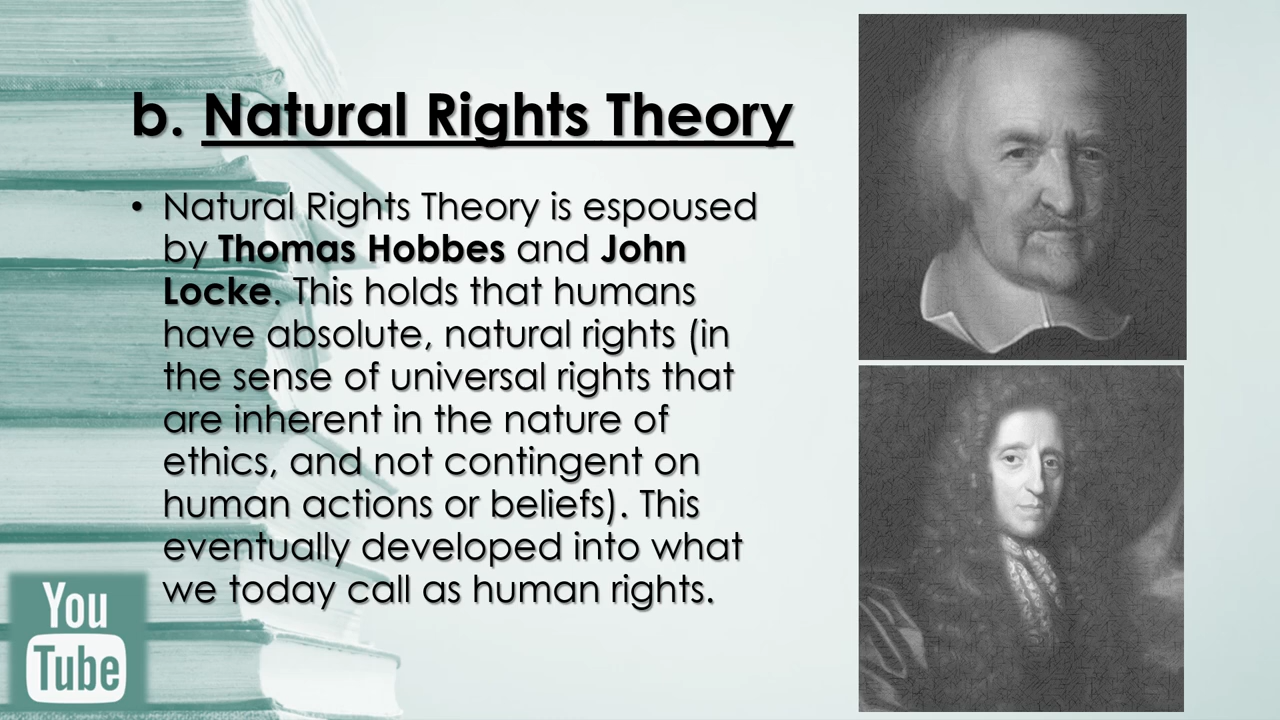 b. Natural Rights Theory
• Natural Rights Theory is espoused
by Thomas Hobbes and John
Locke. This holds that humans
have absolute, natural rights (in
the sense of universal rights that
are inherent in the nature of
ethics, and not contingent on
human actions or beliefs). This
eventually developed into what
we today call as human rights.
You
Tube